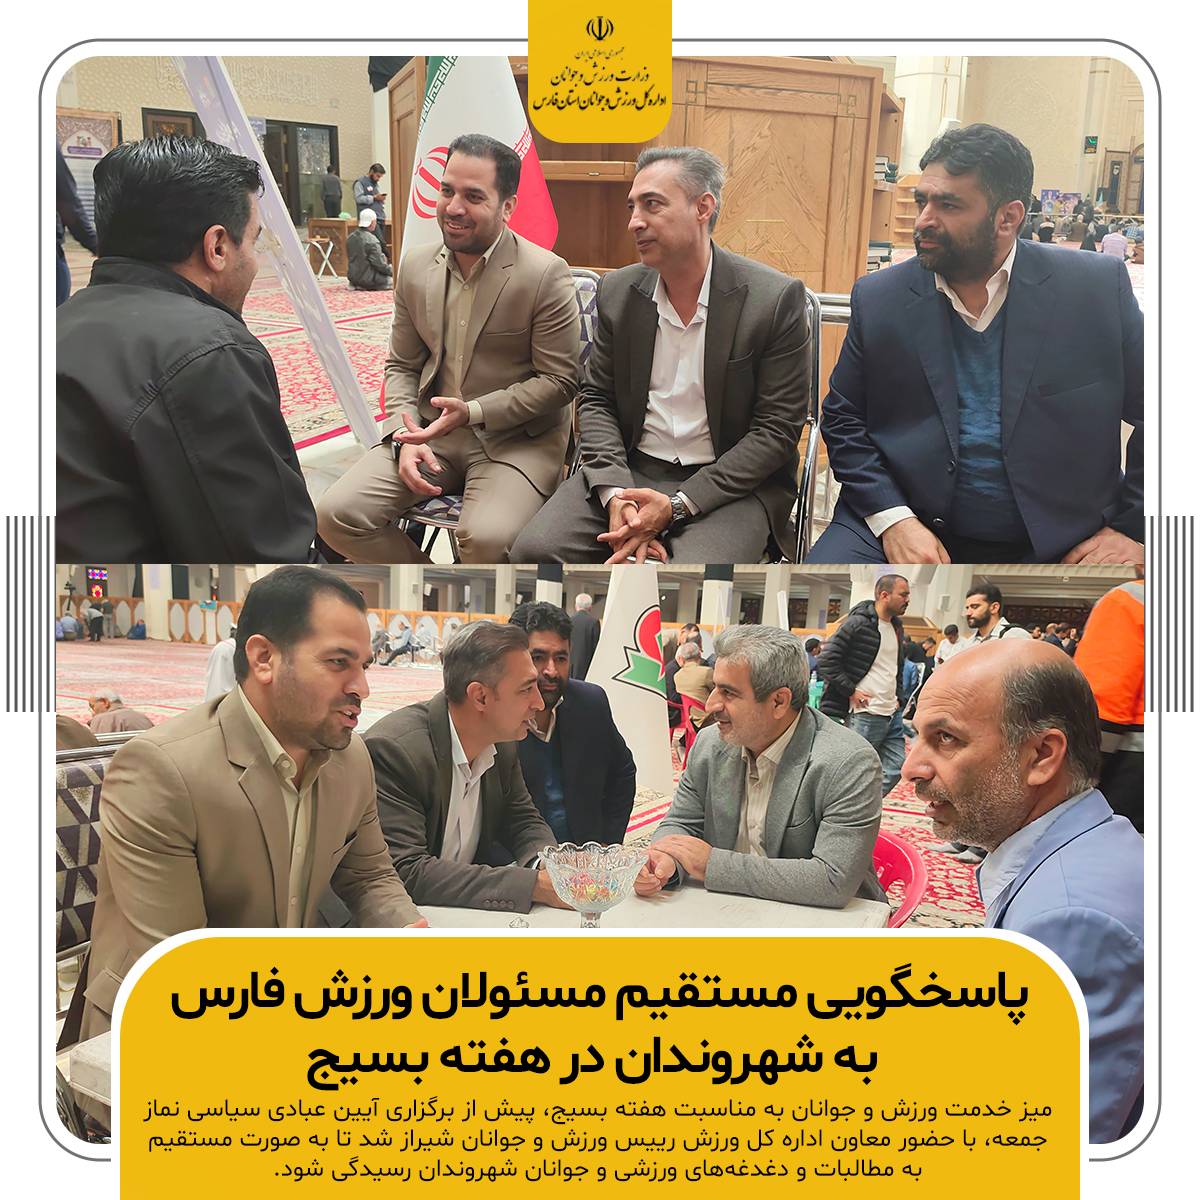 جمهوری اسلامی ایران
وزارت ورزش و جوانان
اداره کل ورزش و جوانان استان فارس
پاسخگویی مستقیم مسئولان ورزش فارس
به شهروندان در هفته بسیج
میز خدمت ورزش و جوانان به مناسبت هفته بسیج، پیش از برگزاری آیین عبادی سیاسی نماز
جمعه، با حضور معاون اداره کل ورزش رییس ورزش و جوانان شیراز شد تا به صورت مستقیم
به مطالبات و دغدغه‌های ورزشی و جوانان شهروندان رسیدگی شود.